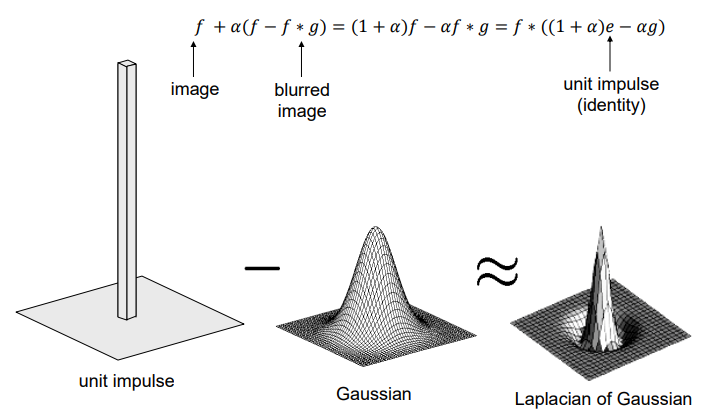 f + α(f − f ∗ g) = (1 + α)f − αf ∗ g = f ∗ ((1 + α)e − αg)
image
blurred
image
unit impulse
(identity)
−
≈
unit impulse
Gaussian
Laplacian of Gaussian